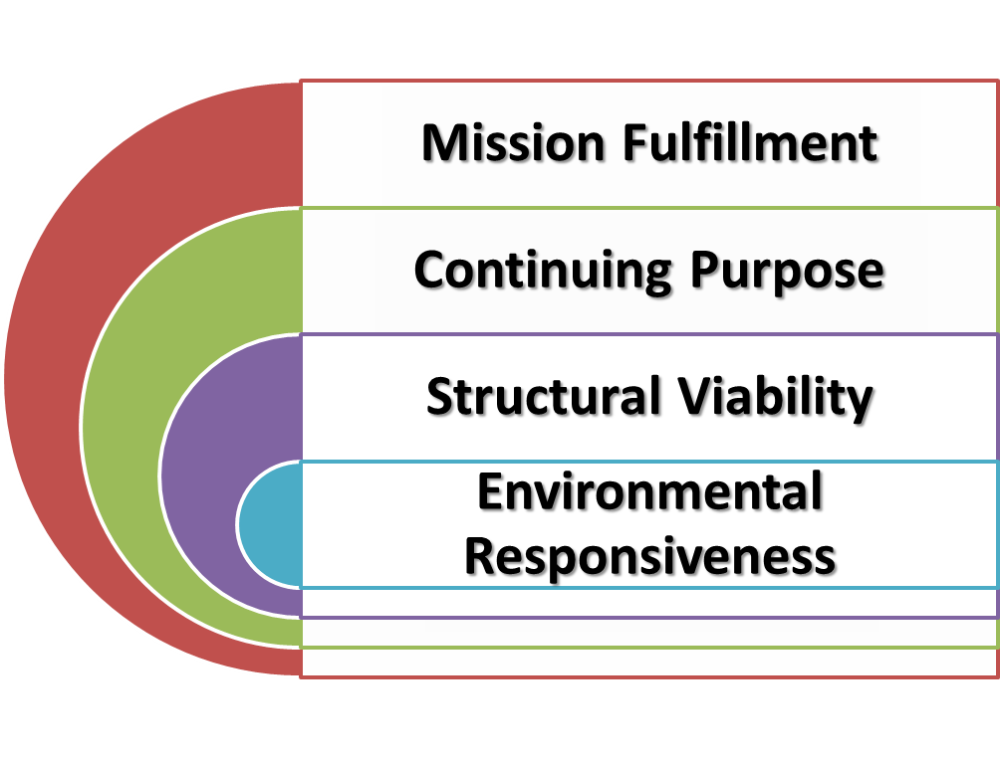 Mission Fulfillment
Continuing Purpose
Structural Viability
Environmental
Responsiveness